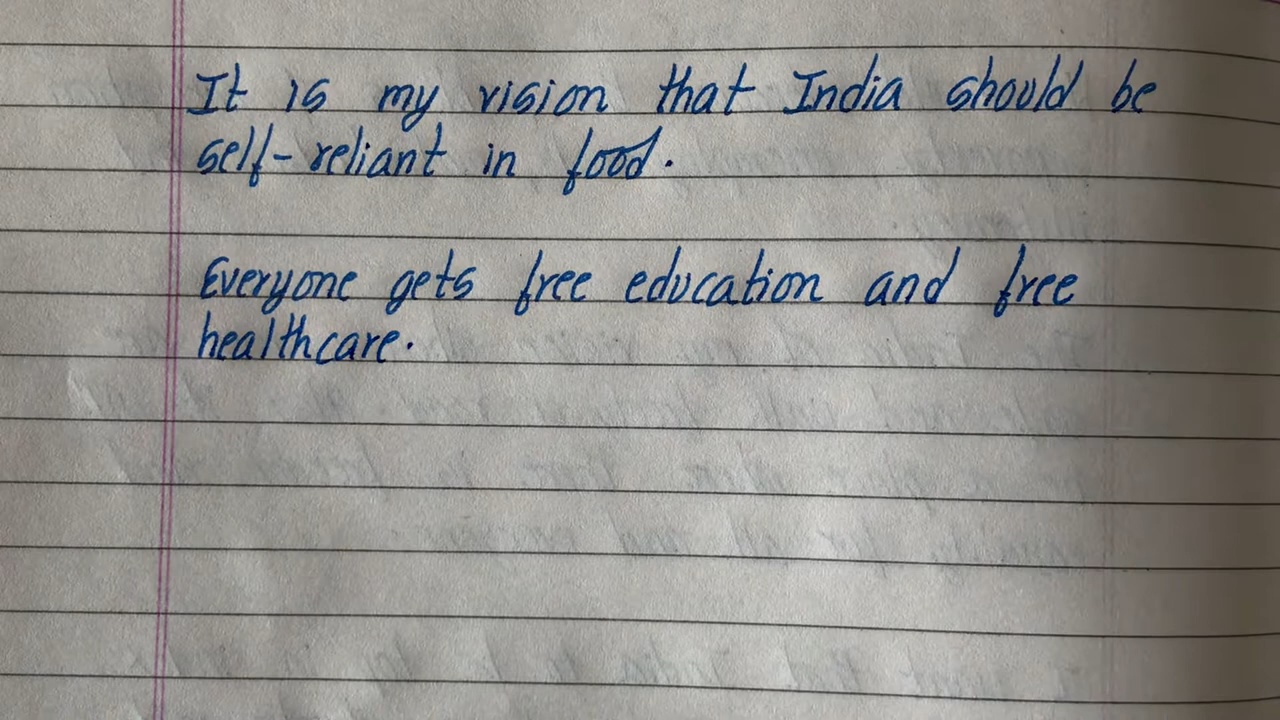 It is my vision that India should be
self-reliant in food.
Everyone gets free education and free
healthcare.